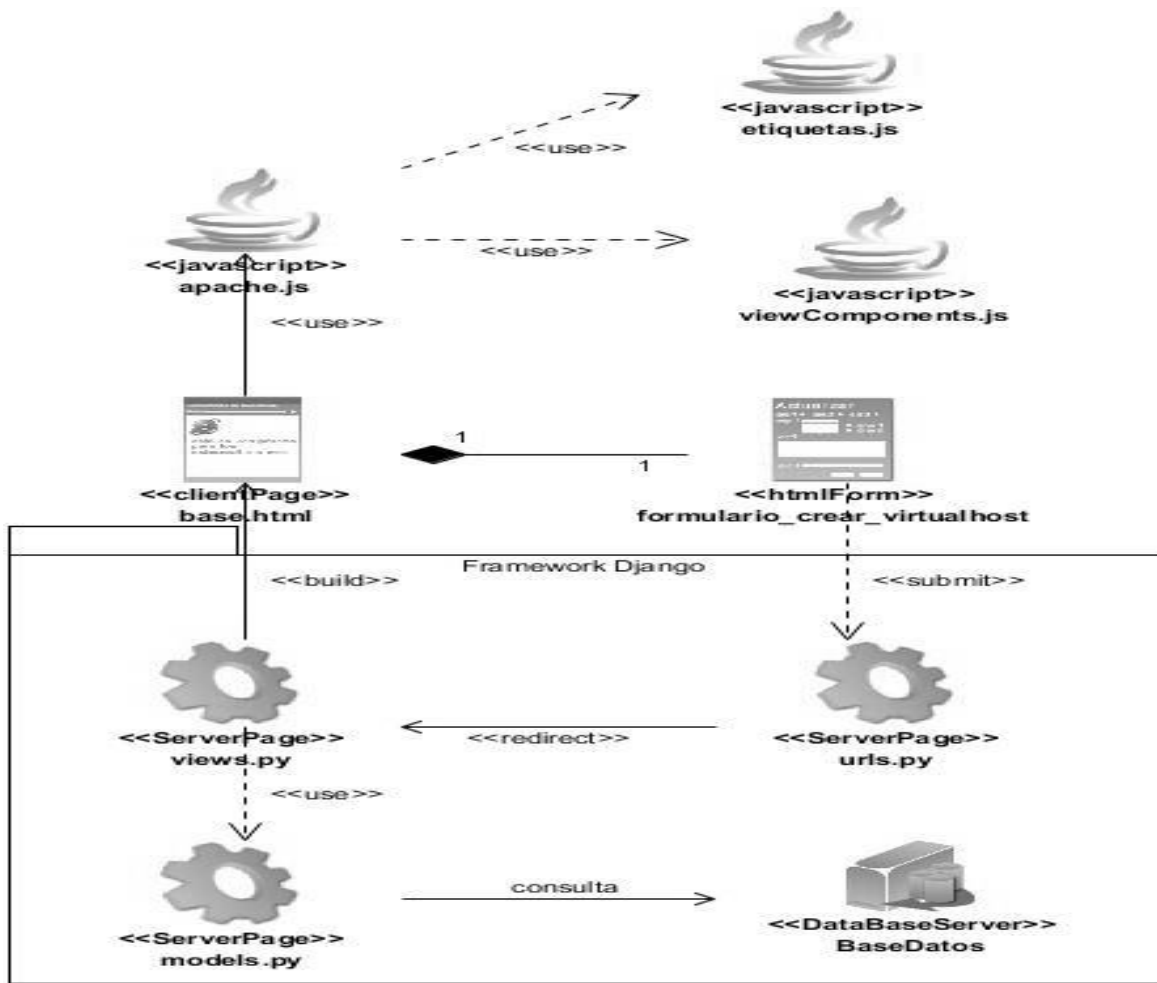 <<javascript>>
etiquetas.js
<<use>>
<<javascript>>
apache.js
<<use>>
<<javascript>>
viewComponents.js
<<use>>
1
1
<<clientPage>>
base.html
<<htmlForm>>
formulario_crear_virtualhost
Framework Django
<<build>>
<<submit>>
<<ServerPage>>
views.py
<<redirect>>
<<ServerPage>>
urls.py
<<use>>
consulta
<<ServerPage>>
models.py
<<DataBaseServer>>
BaseDatos